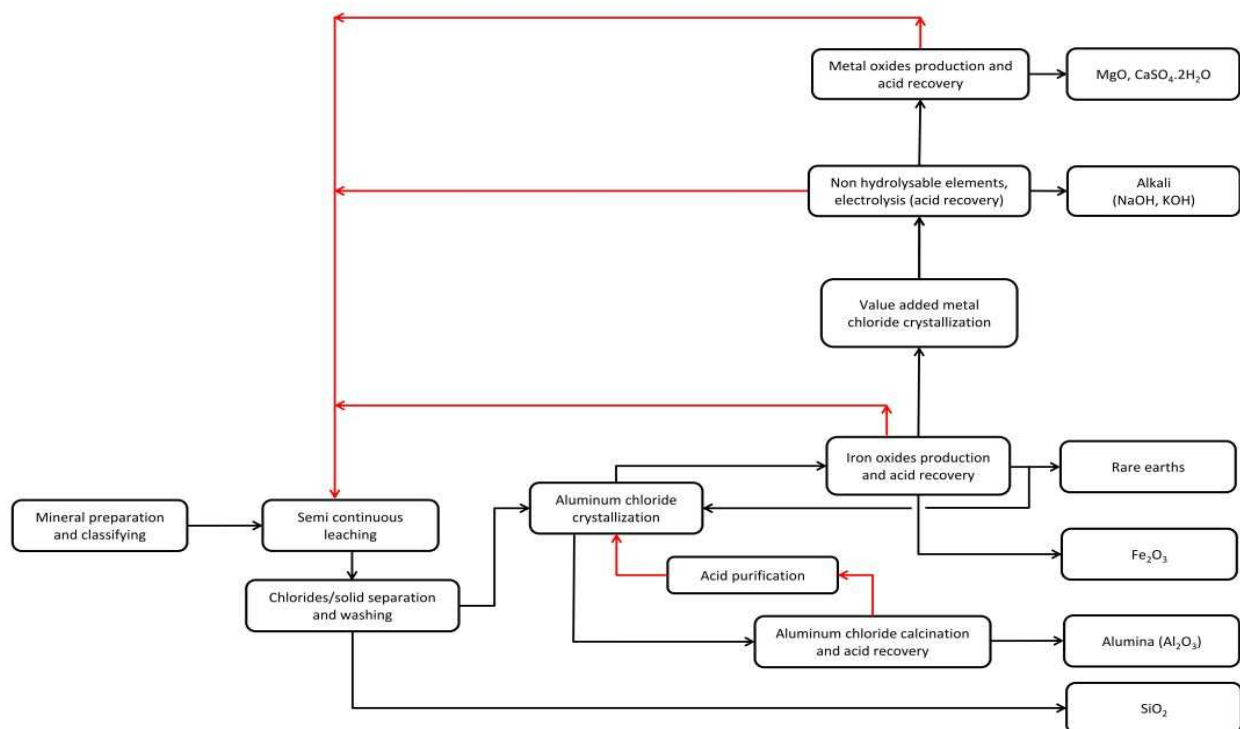 Metal oxides production and
acid recovery
MgO, CaSO₄.2H₂O
Non hydrolysable elements,
electrolysis (acid recovery)
Alkali
(NaOH, KOH)
Value added metal
chloride crystallization
Iron oxides production
and acid recovery
Rare earths
Mineral preparation
and classifying
Semi continuous
leaching
Aluminum chloride
crystallization
Fe₂O₃
Acid purification
Chlorides/solid separation
and washing
Aluminum chloride calcination
and acid recovery
Alumina (Al₂O₃)
SiO₂